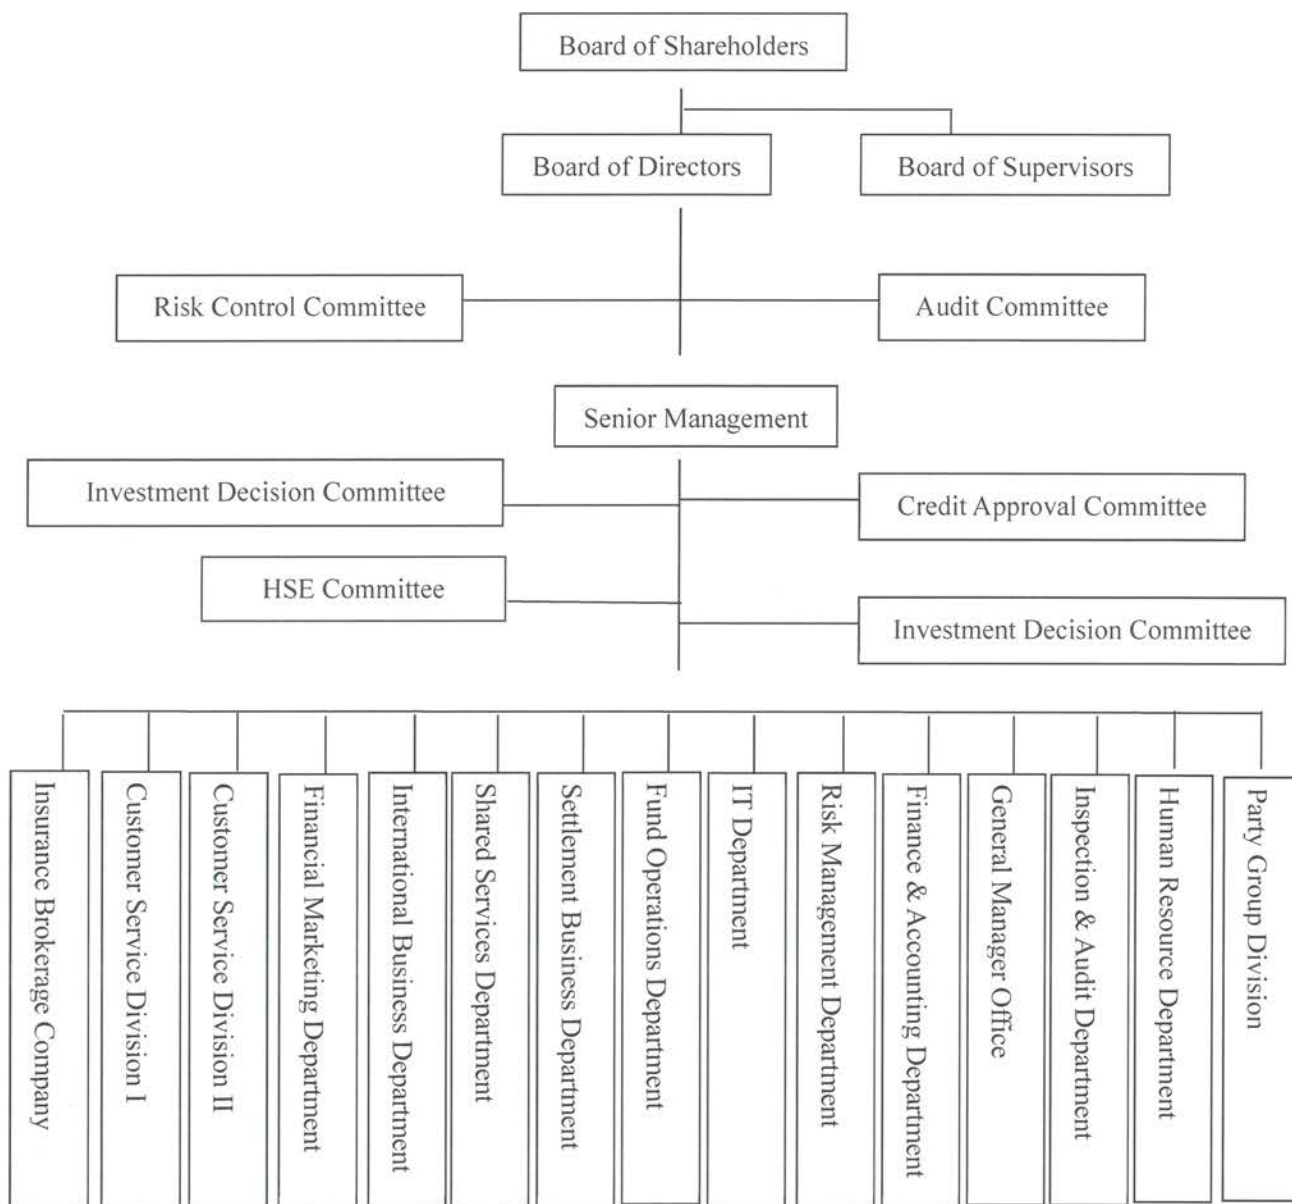 Board of Shareholders
Board of Directors
Board of Supervisors
Risk Control Committee
Audit Committee
Senior Management
Investment Decision Committee
Credit Approval Committee
HSE Committee
Investment Decision Committee
Insurance Brokerage Company
Customer Service Division I
Customer Service Division II
Financial Marketing Department
International Business Department
Shared Services Department
Settlement Business Department
Fund Operations Department
IT Department
Risk Management Department
Finance & Accounting Department
General Manager Office
Inspection & Audit Department
Human Resource Department
Party Group Division